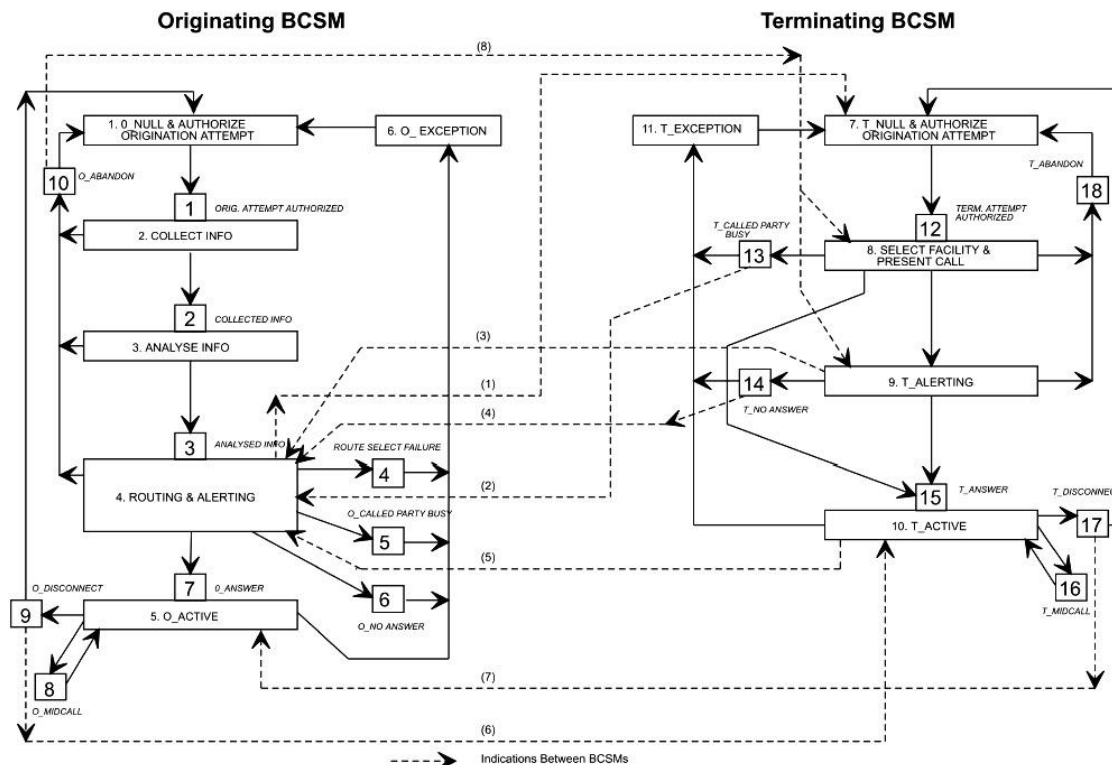 Originating BCSM
Terminating BCSM
(8)
1. 0_NULL & AUTHORIZE
ORIGINATION ATTEMPT
6. O_ EXCEPTION
11. T_EXCEPTION
7. T_NULL & AUTHORIZE
ORIGINATION ATTEMPT
10
O_ABANDON
T_ABANDON
18
1
ORIG. ATTEMPT AUTHORIZED
12
TERM. ATTEMPT
AUTHORIZED
2. COLLECT INFO
T_CALLED PARTY
BUSY
13
8. SELECT FACILITY &
PRESENT CALL
2
COLLECTED INFO
3. ANALYSE INFO
(3)
(1)
14
9. T_ALERTING
T_NO ANSWER
(4)
3
ANALYSED INFO
ROUTE SELECT FAILURE
4
4. ROUTING & ALERTING
(2)
15
T_ANSWER
T_DISCONNECT
O_CALLED PARTY BUSY
5
10. T_ACTIVE
17
(5)
O_DISCONNECT
7
0_ANSWER
6
16
9
5. O_ACTIVE
O_NO ANSWER
T_MIDCALL
8
(7)
O_MIDCALL
(6)
Indications Between BCSMs